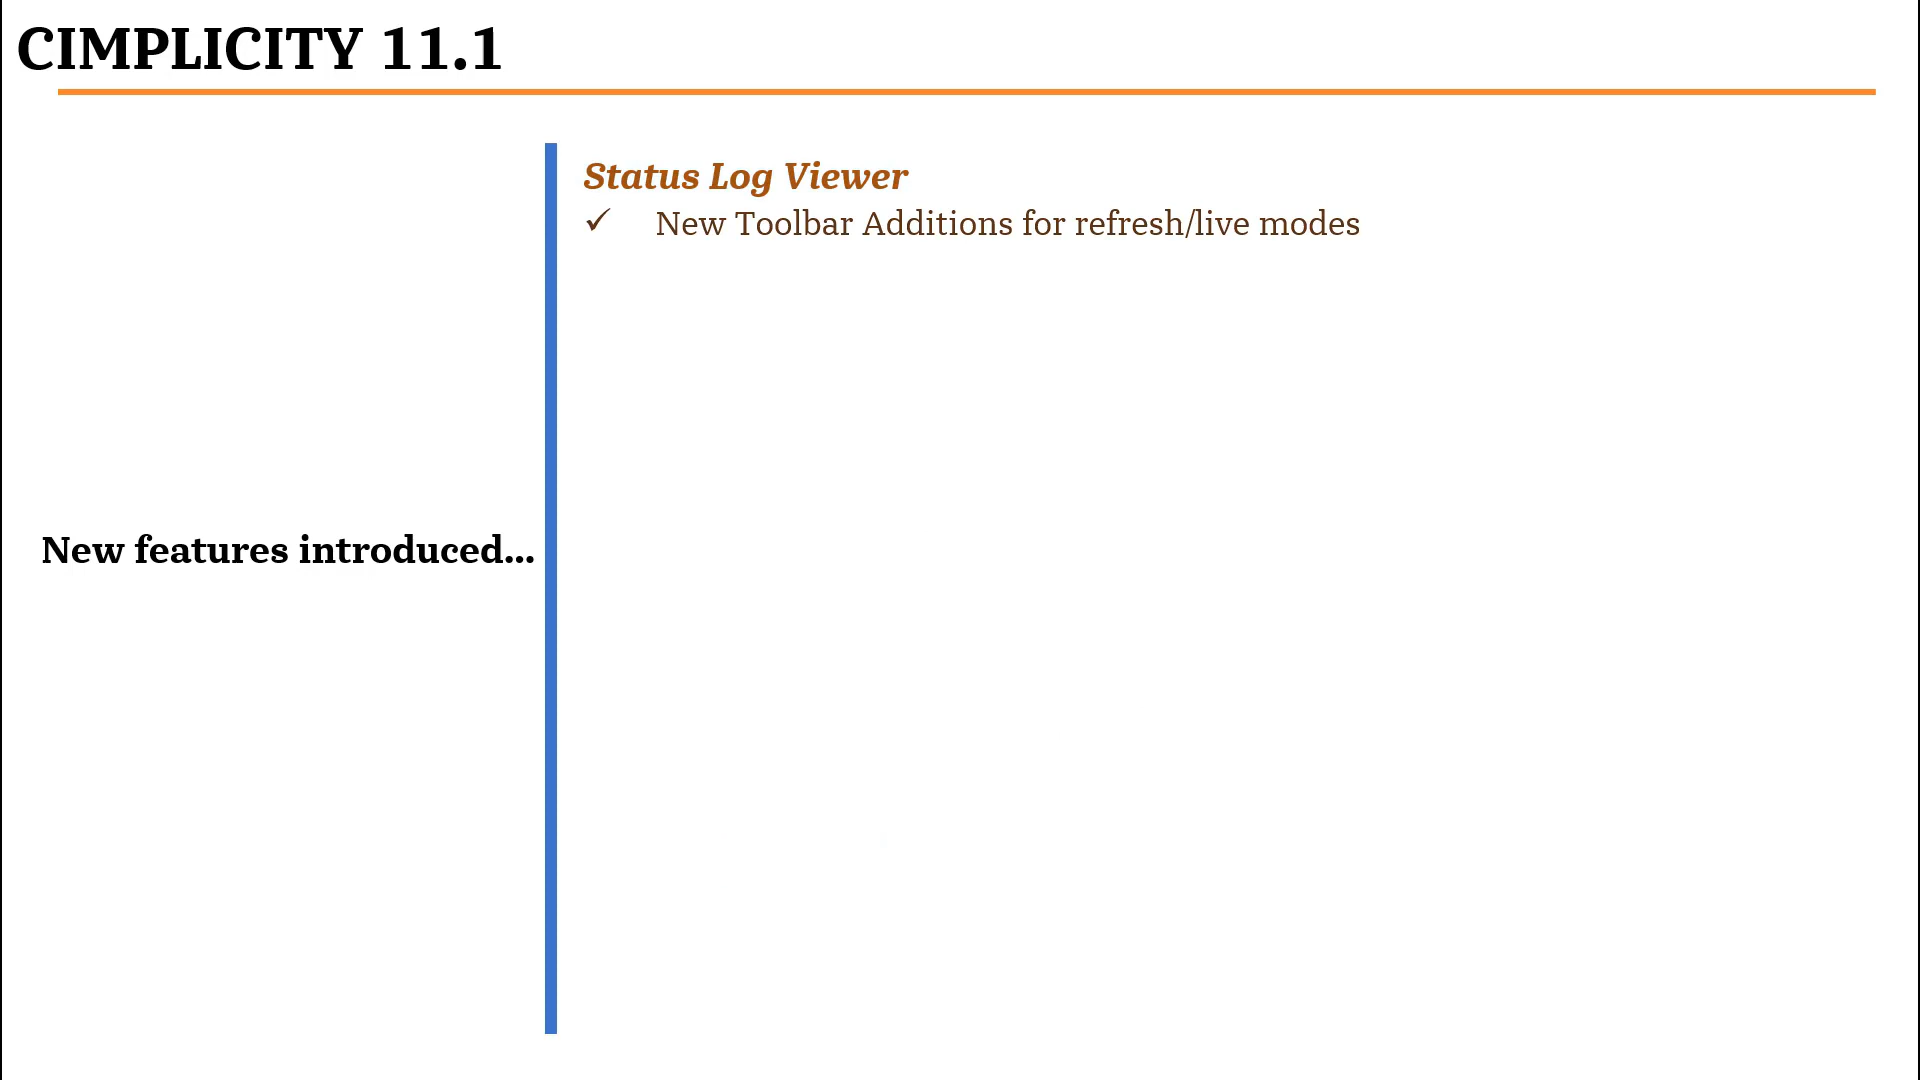 CIMPLICITY 11.1
Status Log Viewer
✓ New Toolbar Additions for refresh/live modes
New features introduced...